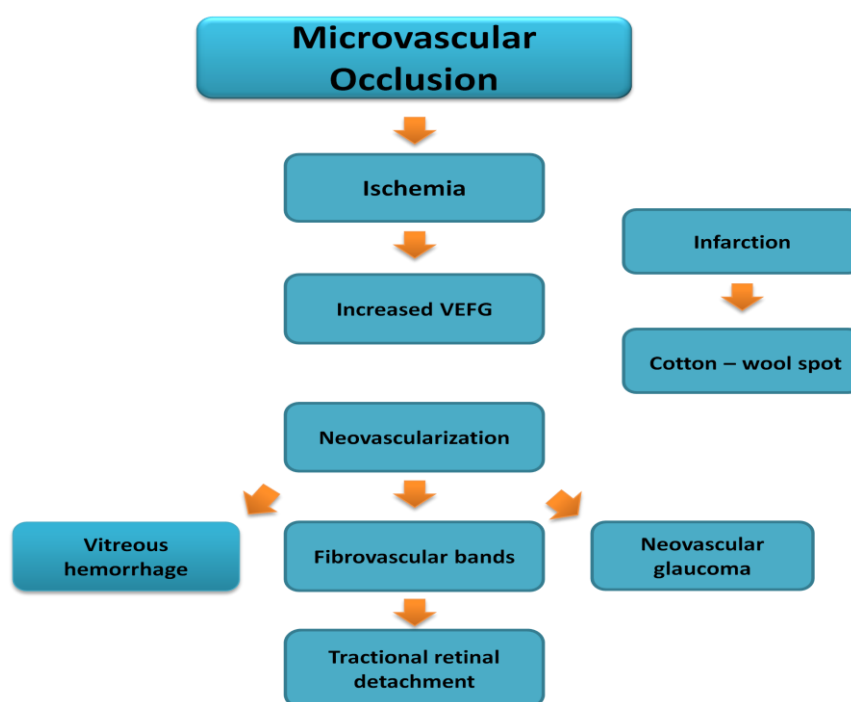 Microvascular
Occlusion
Ischemia
Infarction
Increased VEFG
Cotton – wool spot
Neovascularization
Vitreous
hemorrhage
Fibrovascular bands
Neovascular
glaucoma
Tractional retinal
detachment